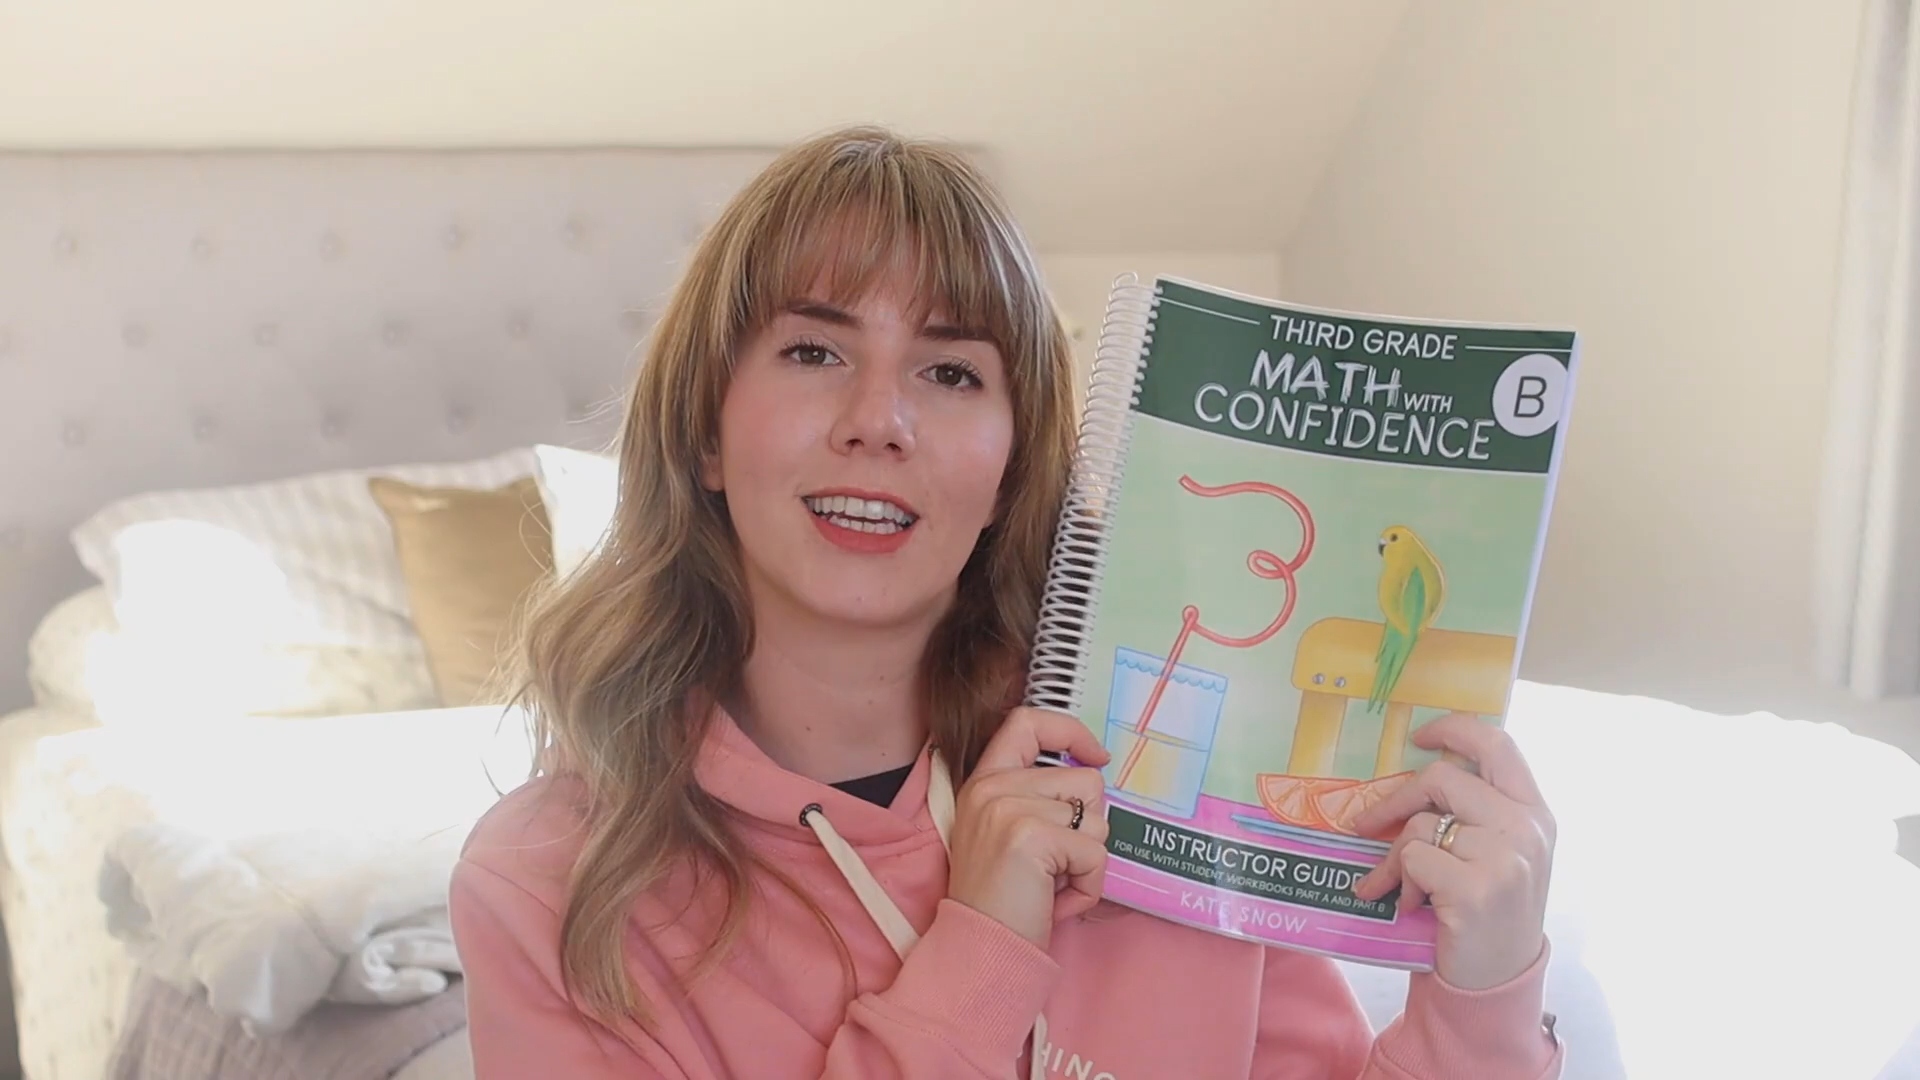 THIRD GRADE
MATH WITH
CONFIDENCE
B
INSTRUCTOR GUIDE
FOR USE WITH STUDENT WORKBOOKS PART A AND PART B
KATE SNOW